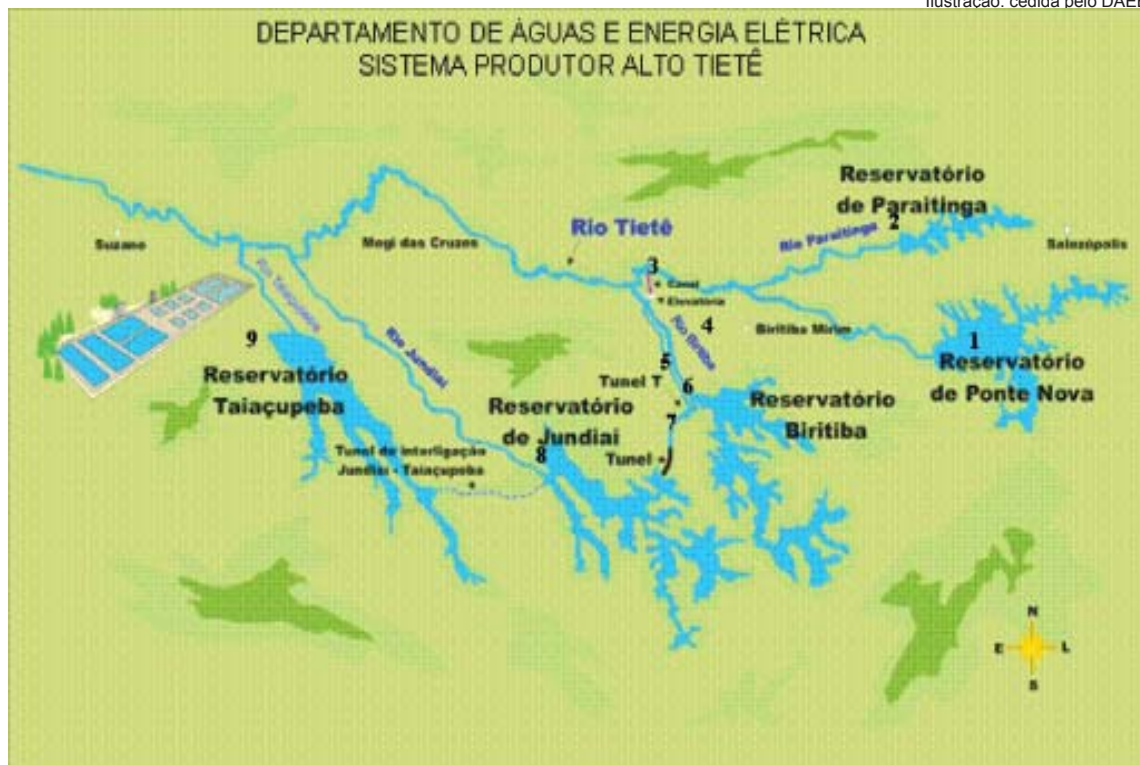 Ilustração: cedida pelo DAEE
DEPARTAMENTO DE ÁGUAS E ENERGIA ELÉTRICA
SISTEMA PRODUTOR ALTO TIETÊ
Reservatório
de Paraitinga
2
Rio Paraitinga
Rio Tietê
Suzano
Mogi das Cruzes
Salesópolis
3
Canal
Elevatória
Rio Biritiba
4
Biritiba Mirim
1
Reservatório
de Ponte Nova
Rio Taiaçupeba
9
Rio Jundiaí
Reservatório
Taiaçupeba
5
Tunel T
6
7
Reservatório
Biritiba
Reservatório
de Jundiai
8
Tunel
Tunel de interligação
Jundiaí - Taiaçupeba
N
E
L
S